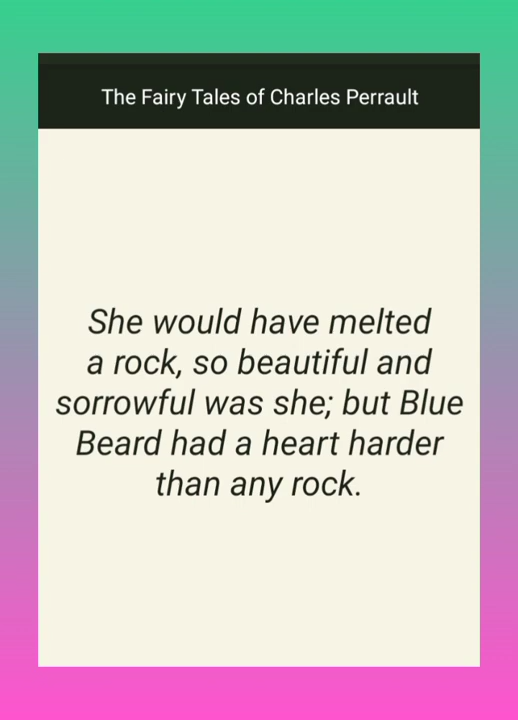 The Fairy Tales of Charles Perrault
She would have melted
a rock, so beautiful and
sorrowful was she; but Blue
Beard had a heart harder
than any rock.